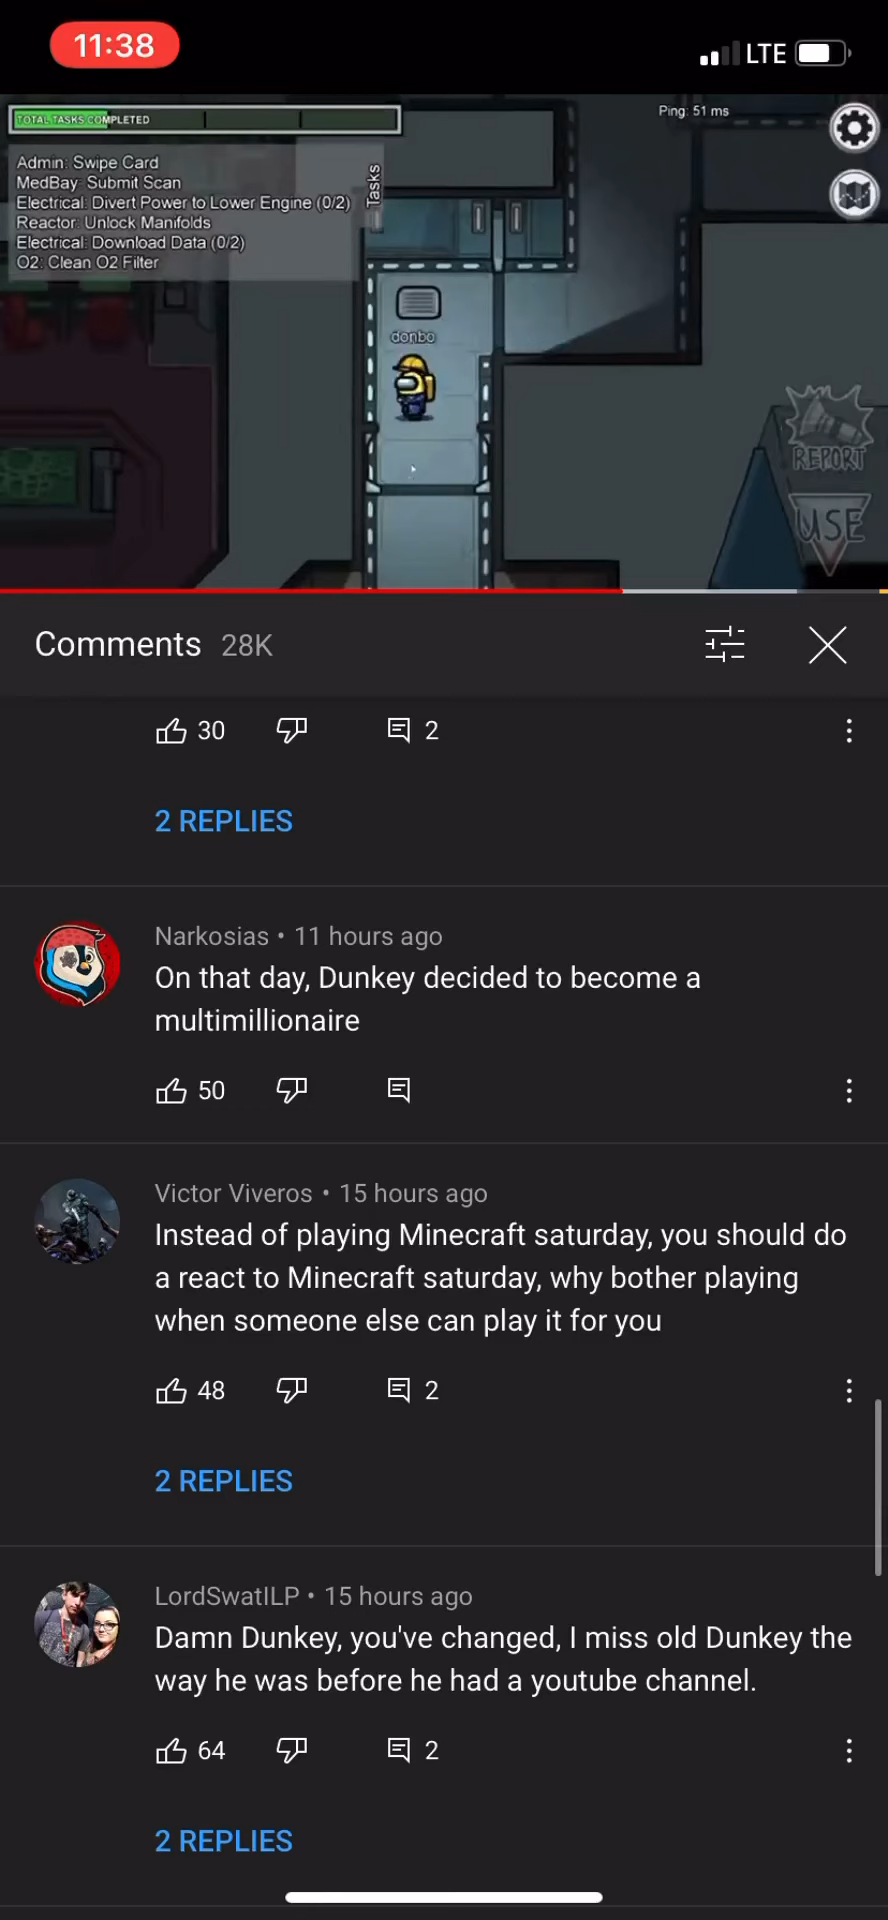 11:38
LTE
TOTAL TASKS COMPLETED
Ping: 51 ms
Admin: Swipe Card
MedBay: Submit Scan
Electrical: Divert Power to Lower Engine (0/2)
Reactor: Unlock Manifolds
Electrical: Download Data (0/2)
O2: Clean O2 Filter
Tasks
donbo
REPORT
USE
Comments 28K
30 2
2 REPLIES
Narkosias • 11 hours ago
On that day, Dunkey decided to become a
multimillionaire
50
Victor Viveros • 15 hours ago
Instead of playing Minecraft saturday, you should do
a react to Minecraft saturday, why bother playing
when someone else can play it for you
48 2
2 REPLIES
LordSwatILP • 15 hours ago
Damn Dunkey, you've changed, I miss old Dunkey the
way he was before he had a youtube channel.
64 2
2 REPLIES